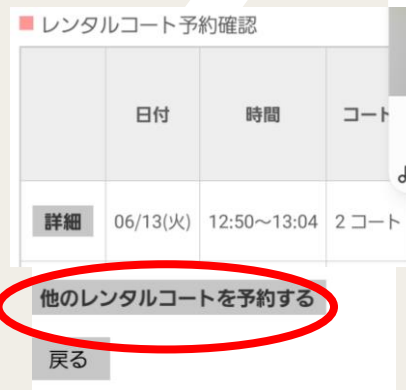 レンタルコート予約確認
日付 時間 コート
詳細 06/13(火) 12:50～13:04 2 コート
他のレンタルコートを予約する
戻る